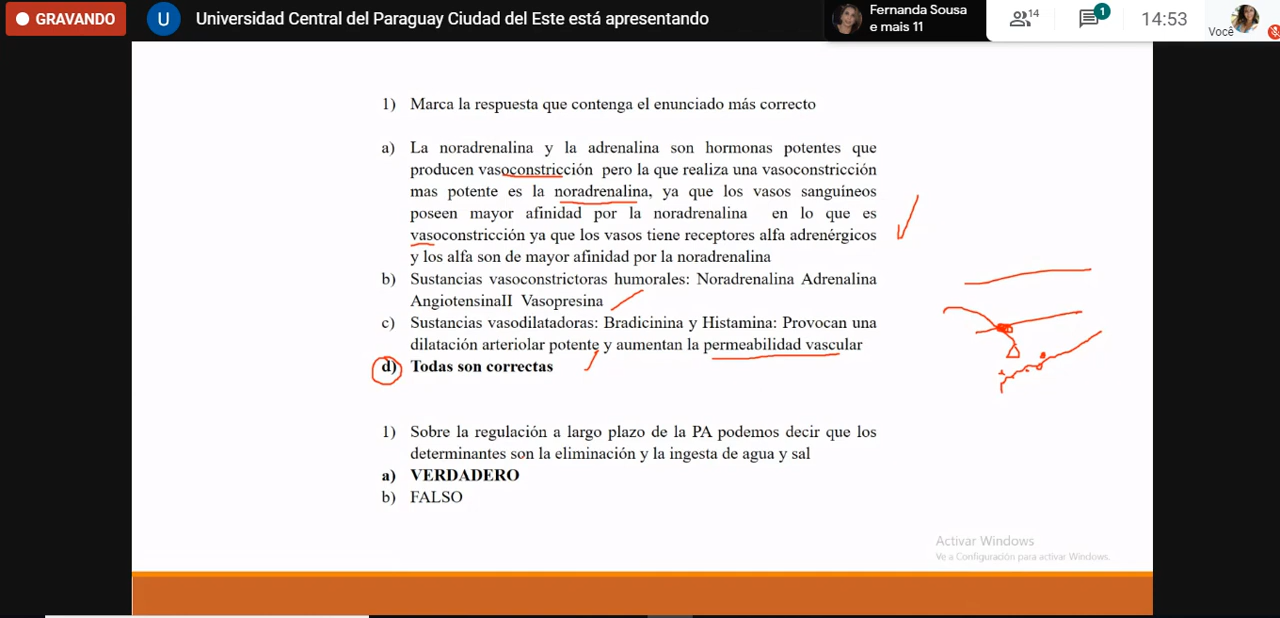 GRAVANDO
U
Universidad Central del Paraguay Ciudad del Este está apresentando
Fernanda Sousa
e mais 11
14
1
14:53
Você
1) Marca la respuesta que contenga el enunciado más correcto
a) La noradrenalina y la adrenalina son hormonas potentes que
producen vasoconstricción pero la que realiza una vasoconstricción
mas potente es la noradrenalina, ya que los vasos sanguíneos
poseen mayor afinidad por la noradrenalina en lo que es
vasoconstricción ya que los vasos tiene receptores alfa adrenérgicos
y los alfa son de mayor afinidad por la noradrenalina
b) Sustancias vasoconstrictoras humorales: Noradrenalina Adrenalina
AngiotensinaII Vasopresina
c) Sustancias vasodilatadoras: Bradicinina y Histamina: Provocan una
dilatación arteriolar potente y aumentan la permeabilidad vascular
d) Todas son correctas
1) Sobre la regulación a largo plazo de la PA podemos decir que los
determinantes son la eliminación y la ingesta de agua y sal
a) VERDADERO
b) FALSO
Activar Windows
Ve a Configuración para activar Windows.